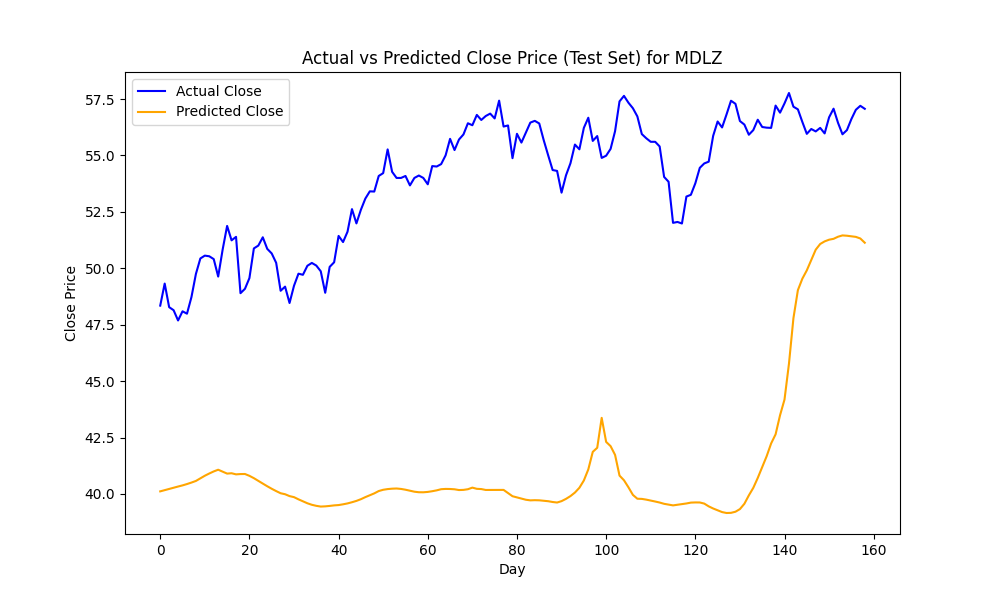 Actual vs Predicted Close Price (Test Set) for MDLZ
Actual Close
Predicted Close
57.5
55.0
52.5
50.0
47.5
45.0
42.5
40.0
Close Price
0 20 40 60 80 100 120 140 160
Day